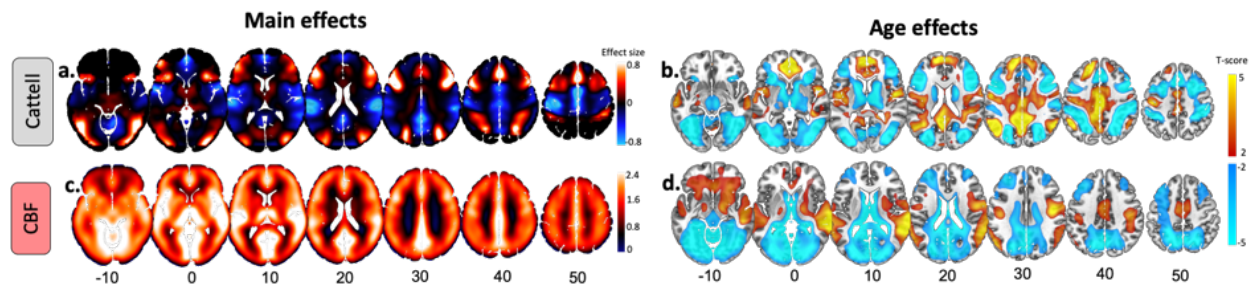 Main effects
Age effects
Cattell
a.
Effect size
0.8
0
-0.8
b.
T-score
5
2
-2
-5
CBF
c.
2.4
1.6
0.8
0
d.
-10 0 10 20 30 40 50
-10 0 10 20 30 40 50